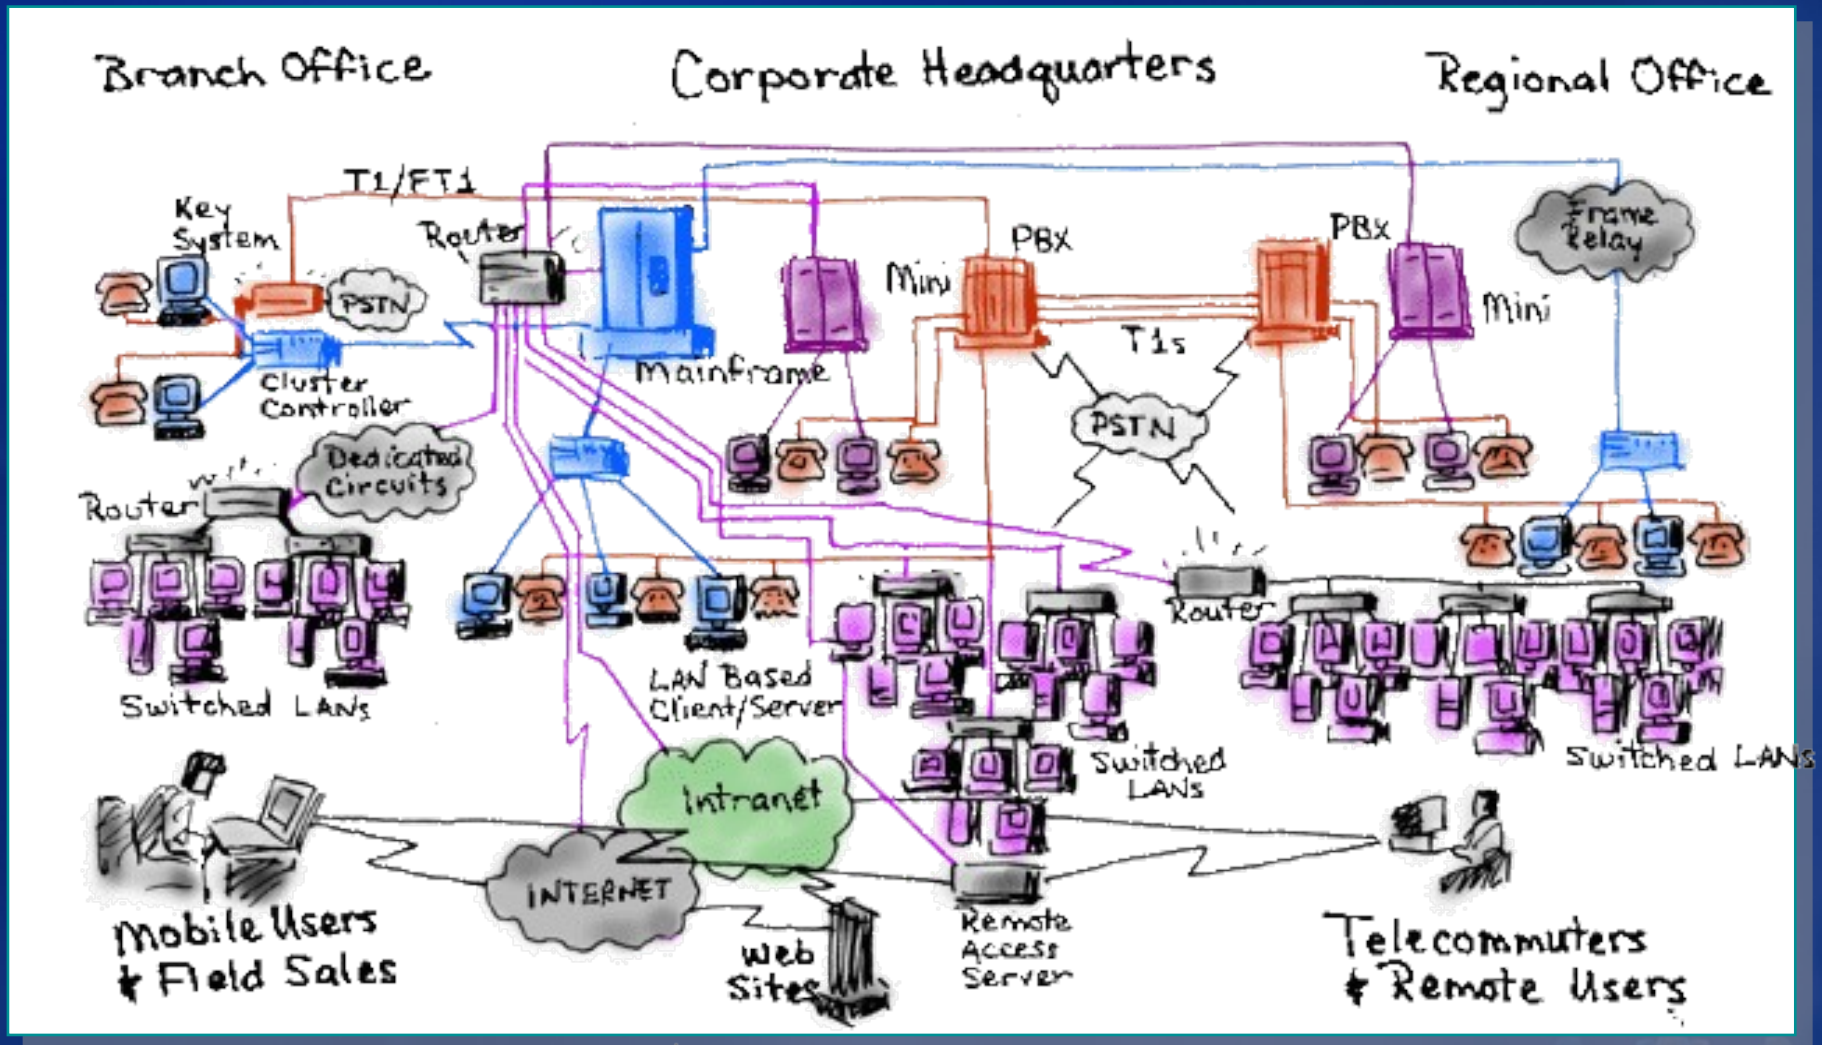 Branch Office
Corporate Headquarters
Regional Office
T1/FT1
Key
System
Router
PBX
PBX
Frame
Relay
Mini
Mini
PSTN
T1s
Mainframe
Cluster
Controller
PSTN
Dedicated
Circuits
Router
Router
LAN Based
Client/Server
Switched LANs
Switched
LANs
Switched LANs
Intranet
INTERNET
Mobile Users
& Field Sales
Web
Sites
Remote
Access
Server
Telecommuters
& Remote Users